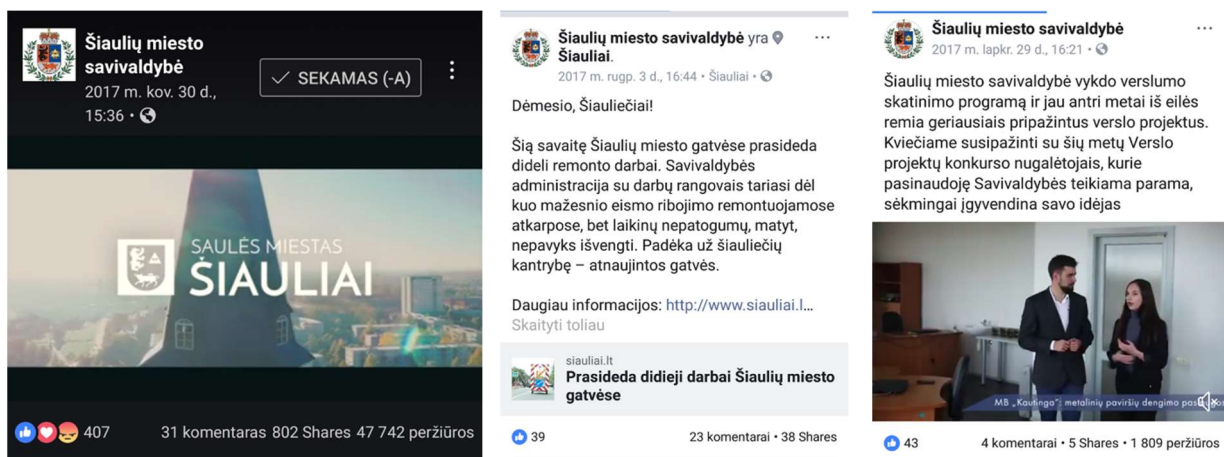 Šiaulių miesto
savivaldybė
2017 m. kov. 30 d.,
15:36
SEKAMAS (-A)
SAULĖS MIESTAS
ŠIAULIAI
407
31 komentaras 802 Shares 47 742 peržiūros
Šiaulių miesto savivaldybė yra
Šiauliai.
2017 m. rugp. 3 d., 16:44 • Šiauliai •
Dėmesio, Šiauliečiai!
Šią savaitę Šiaulių miesto gatvėse prasideda
dideli remonto darbai. Savivaldybės
administracija su darbų rangovais tariasi dėl
kuo mažesnio eismo ribojimo remontuojamose
atkarpose, bet laikinų nepatogumų, matyt,
nepavyks išvengti. Padėka už šiauliečių
kantrybę – atnaujintos gatvės.
Daugiau informacijos: http://www.siauliai.l...
Skaityti toliau
siauliai.lt
Prasideda didieji darbai Šiaulių miesto
gatvėse
39
23 komentarai • 38 Shares
Šiaulių miesto savivaldybė
2017 m. lapkr. 29 d., 16:21 •
Šiaulių miesto savivaldybė vykdo verslumo
skatinimo programą ir jau antri metai iš eilės
remia geriausiais pripažintus verslo projektus.
Kviečiame susipažinti su šių metų Verslo
projektų konkurso nugalėtojais, kurie
pasinaudoję Savivaldybės teikiama parama,
sėkmingai įgyvendina savo idėjas
MB „Kautinga“: metalinių paviršių dengimo
43
4 komentarai • 5 Shares • 1 809 peržiūros